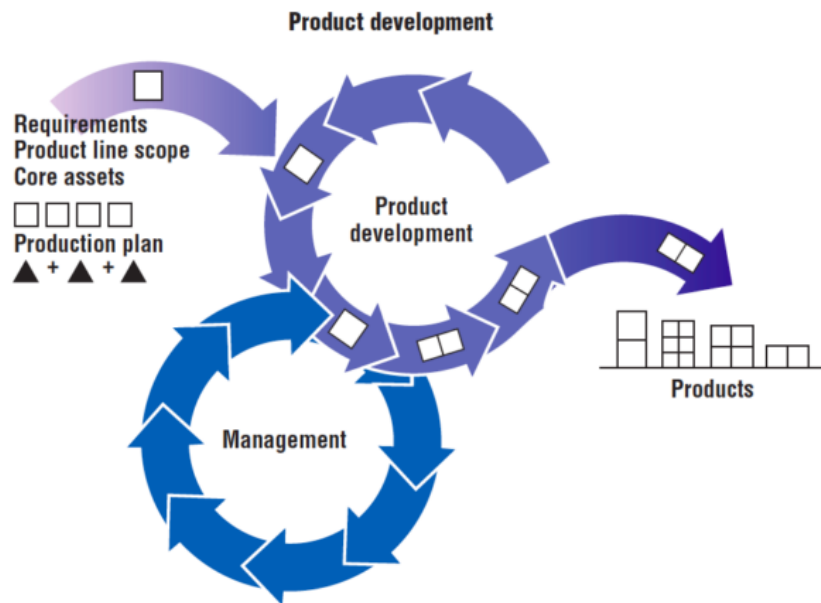 Product development
Requirements
Product line scope
Core assets
Production plan
+ +
Product
development
Management
Products